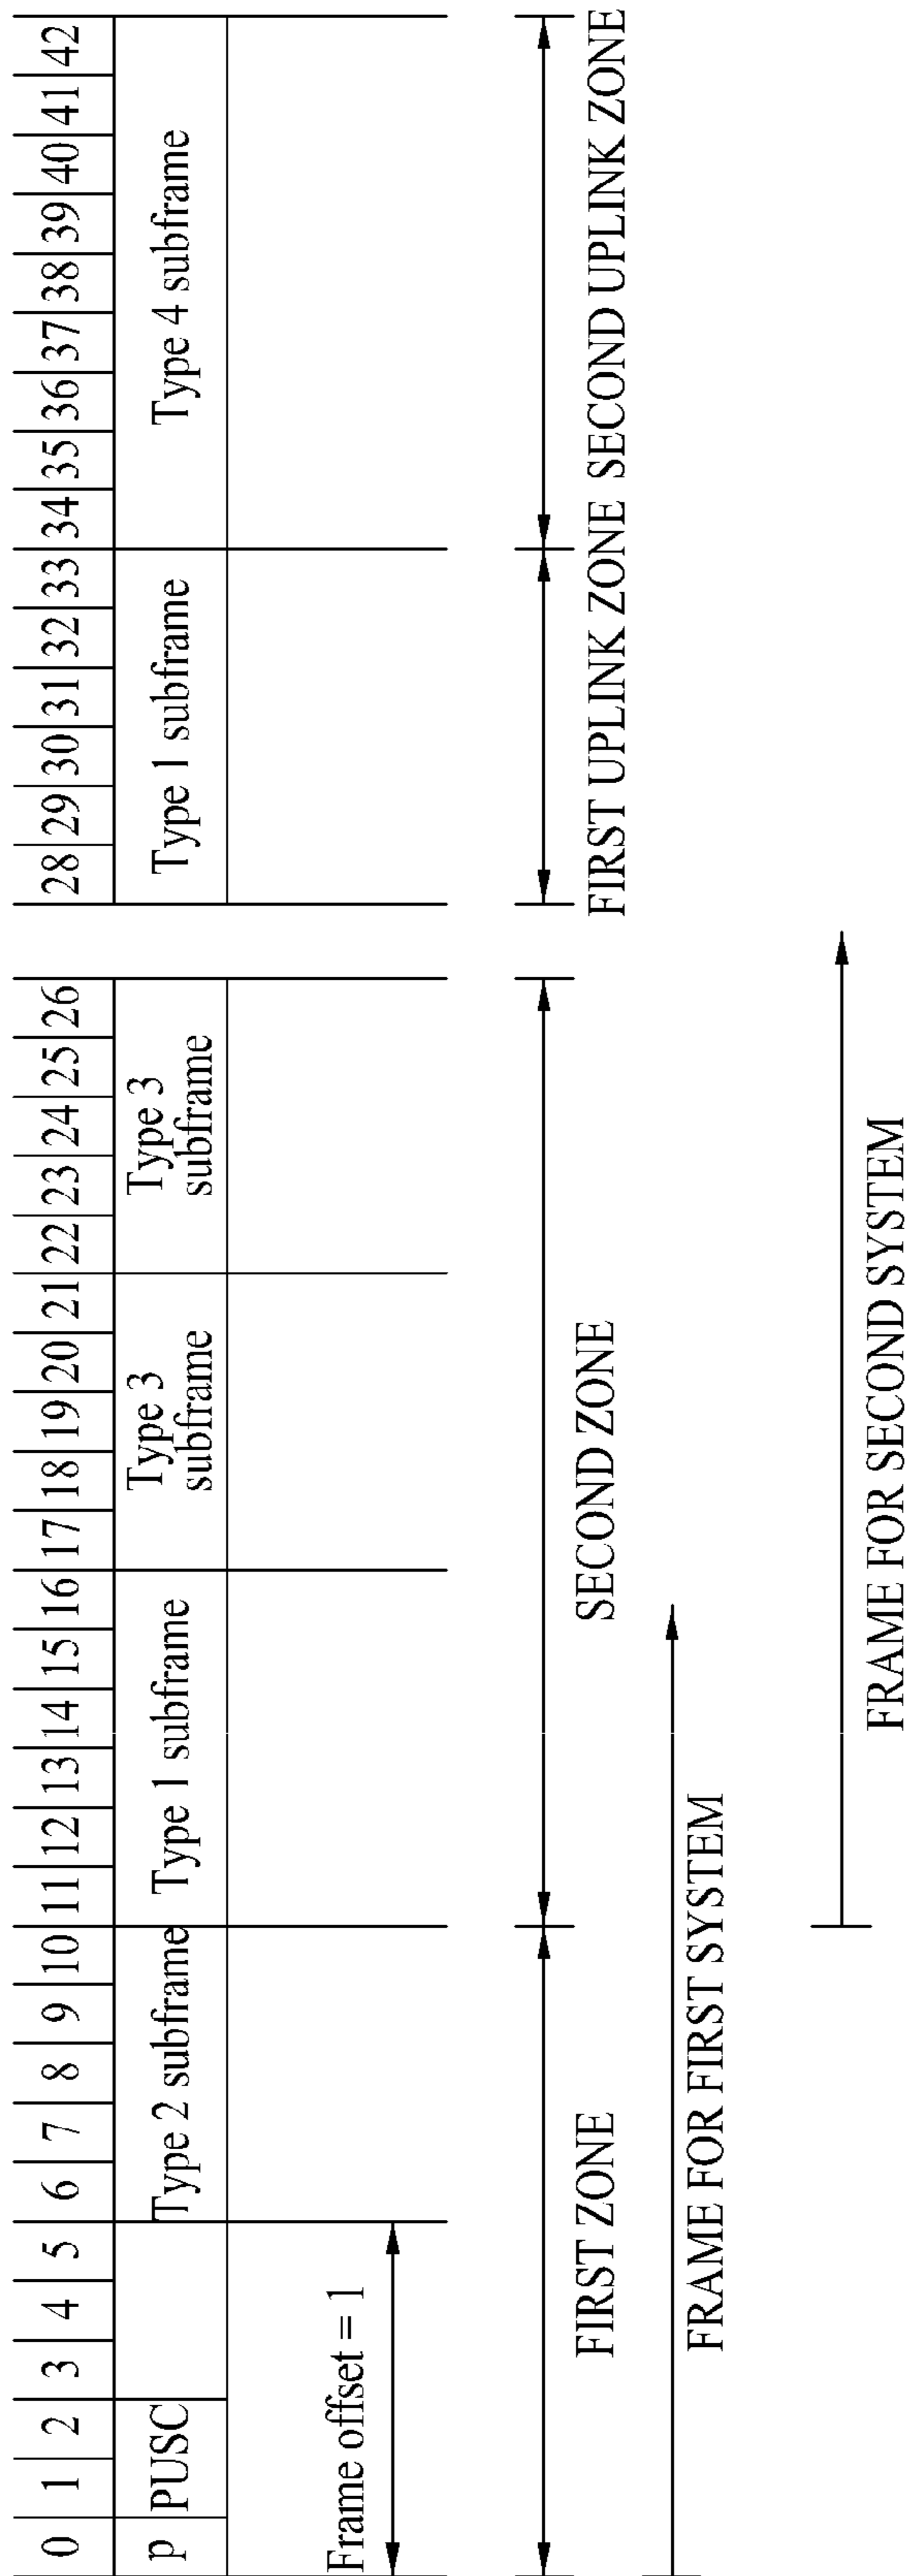 0 1 2 3 4 5 6 7 8 9 10 11 12 13 14 15 16 17 18 19 20 21 22 23 24 25 26 28 29 30 31 32 33 34 35 36 37 38 39 40 41 42
p PUSC Type 2 subframe Type 1 subframe Type 3 Type 3 Type 1 subframe Type 4 subframe
subframe subframe
Frame offset = 1
FIRST ZONE SECOND ZONE FIRST UPLINK ZONE SECOND UPLINK ZONE
FRAME FOR FIRST SYSTEM
FRAME FOR SECOND SYSTEM